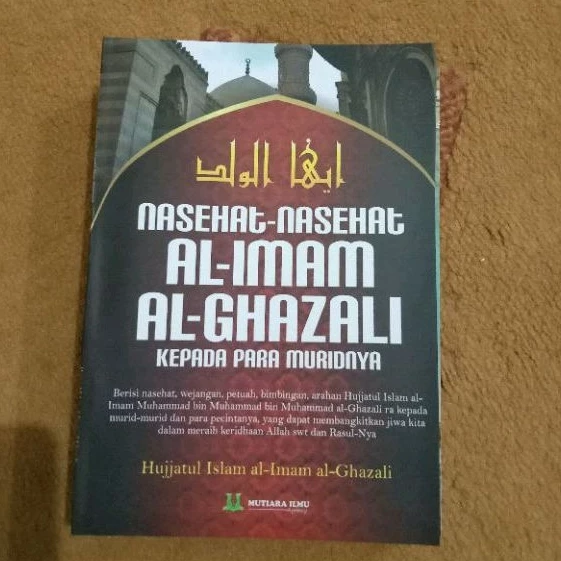 ايها الولد
NASEHAT-NASEHAT
AL-IMAM
AL-GHAZALI
KEPADA PARA MURIDNYA
Berisi nasehat, wejangan, petuah, bimbingan, arahan Hujjatul Islam al-
Imam Muhammad bin Muhammad bin Muhammad al-Ghazali ra kepada
murid-murid dan para pecintanya, yang dapat membangkitkan jiwa kita
dalam meraih keridhaan Allah swt dan Rasul-Nya
Hujjatul Islam al-Imam al-Ghazali
MUTIARA ILMU